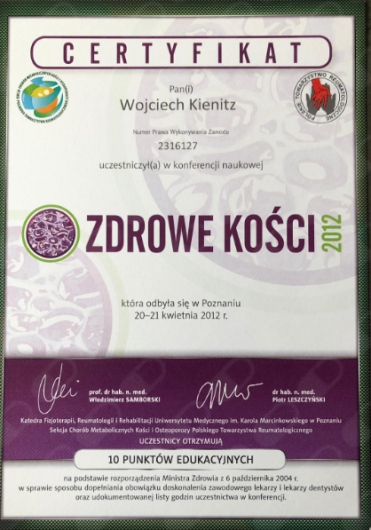 CERTYFIKAT
Pan(i)
Wojciech Kienitz
Numer Prawa Wykonywania Zawodu
2316127
uczestniczył(a) w konferencji naukowej
ZDROWE KOŚCI 2012
która odbyła się w Poznaniu
20–21 kwietnia 2012 r.
prof. dr hab. n. med.
Włodzimierz SAMBORSKI
dr hab. n. med.
Piotr LESZCZYŃSKI
Katedra Fizjoterapii, Reumatologii i Rehabilitacji Uniwersytetu Medycznego im. Karola Marcinkowskiego w Poznaniu
Sekcja Chorób Metabolicznych Kości i Osteoporozy Polskiego Towarzystwa Reumatologicznego
UCZESTNICY OTRZYMUJĄ
10 PUNKTÓW EDUKACYJNYCH
na podstawie rozporządzenia Ministra Zdrowia z 6 października 2004 r.
w sprawie sposobu dopełniania obowiązku doskonalenia zawodowego lekarzy i lekarzy dentystów
oraz udokumentowanej listy godzin uczestnictwa w konferencji.
POLSKIE TOWARZYSTWO REUMATOLOGICZNE